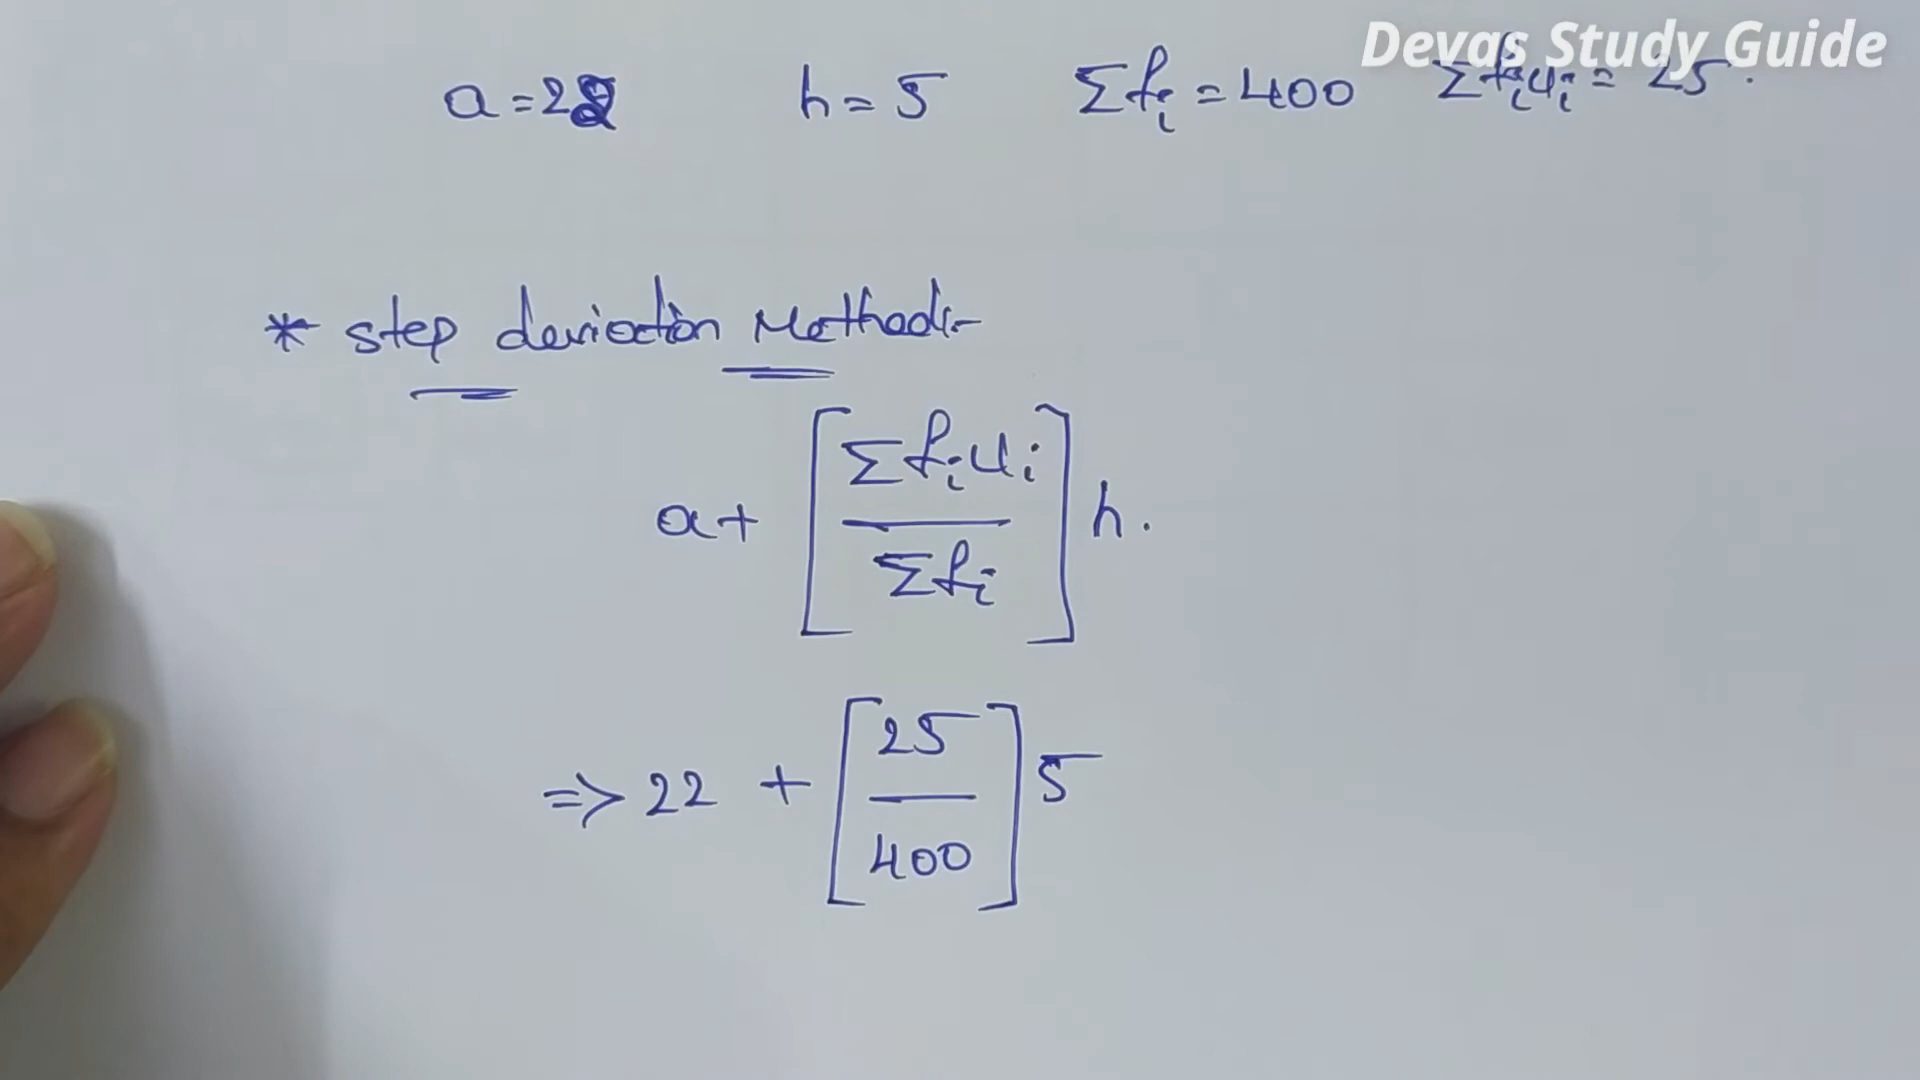 Devas Study Guide
a = 22 h = 5 Σfi = 400 Σfiui = 25.
* step deviation Method:-
a + [Σfiui / Σfi] h.
=> 22 + [25 / 400] 5